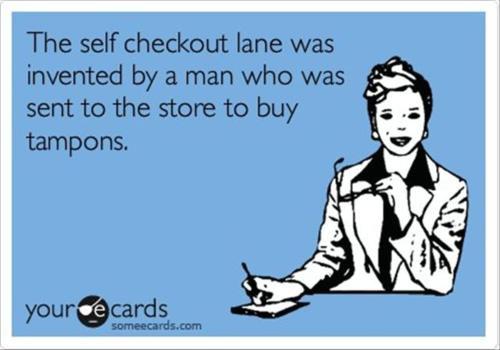 The self checkout lane was
invented by a man who was
sent to the store to buy
tampons.
your e cards
someecards.com